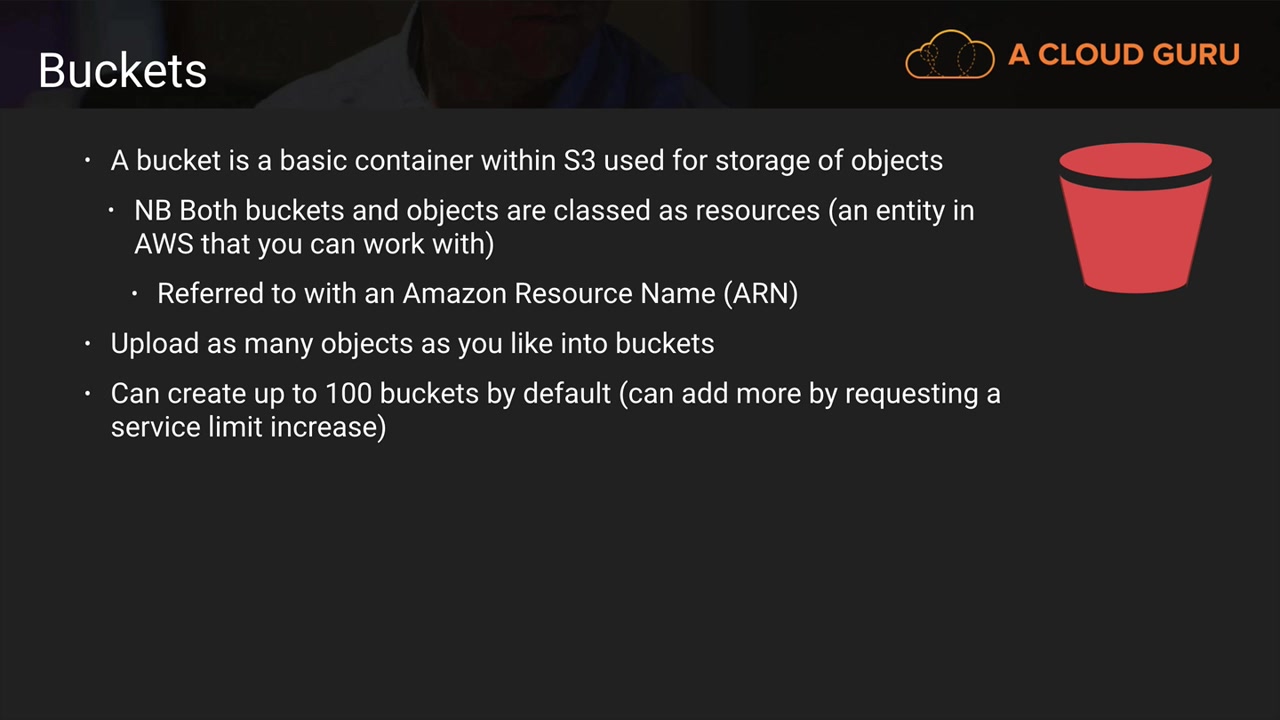 Buckets
A CLOUD GURU
· A bucket is a basic container within S3 used for storage of objects
· NB Both buckets and objects are classed as resources (an entity in
AWS that you can work with)
· Referred to with an Amazon Resource Name (ARN)
· Upload as many objects as you like into buckets
· Can create up to 100 buckets by default (can add more by requesting a
service limit increase)